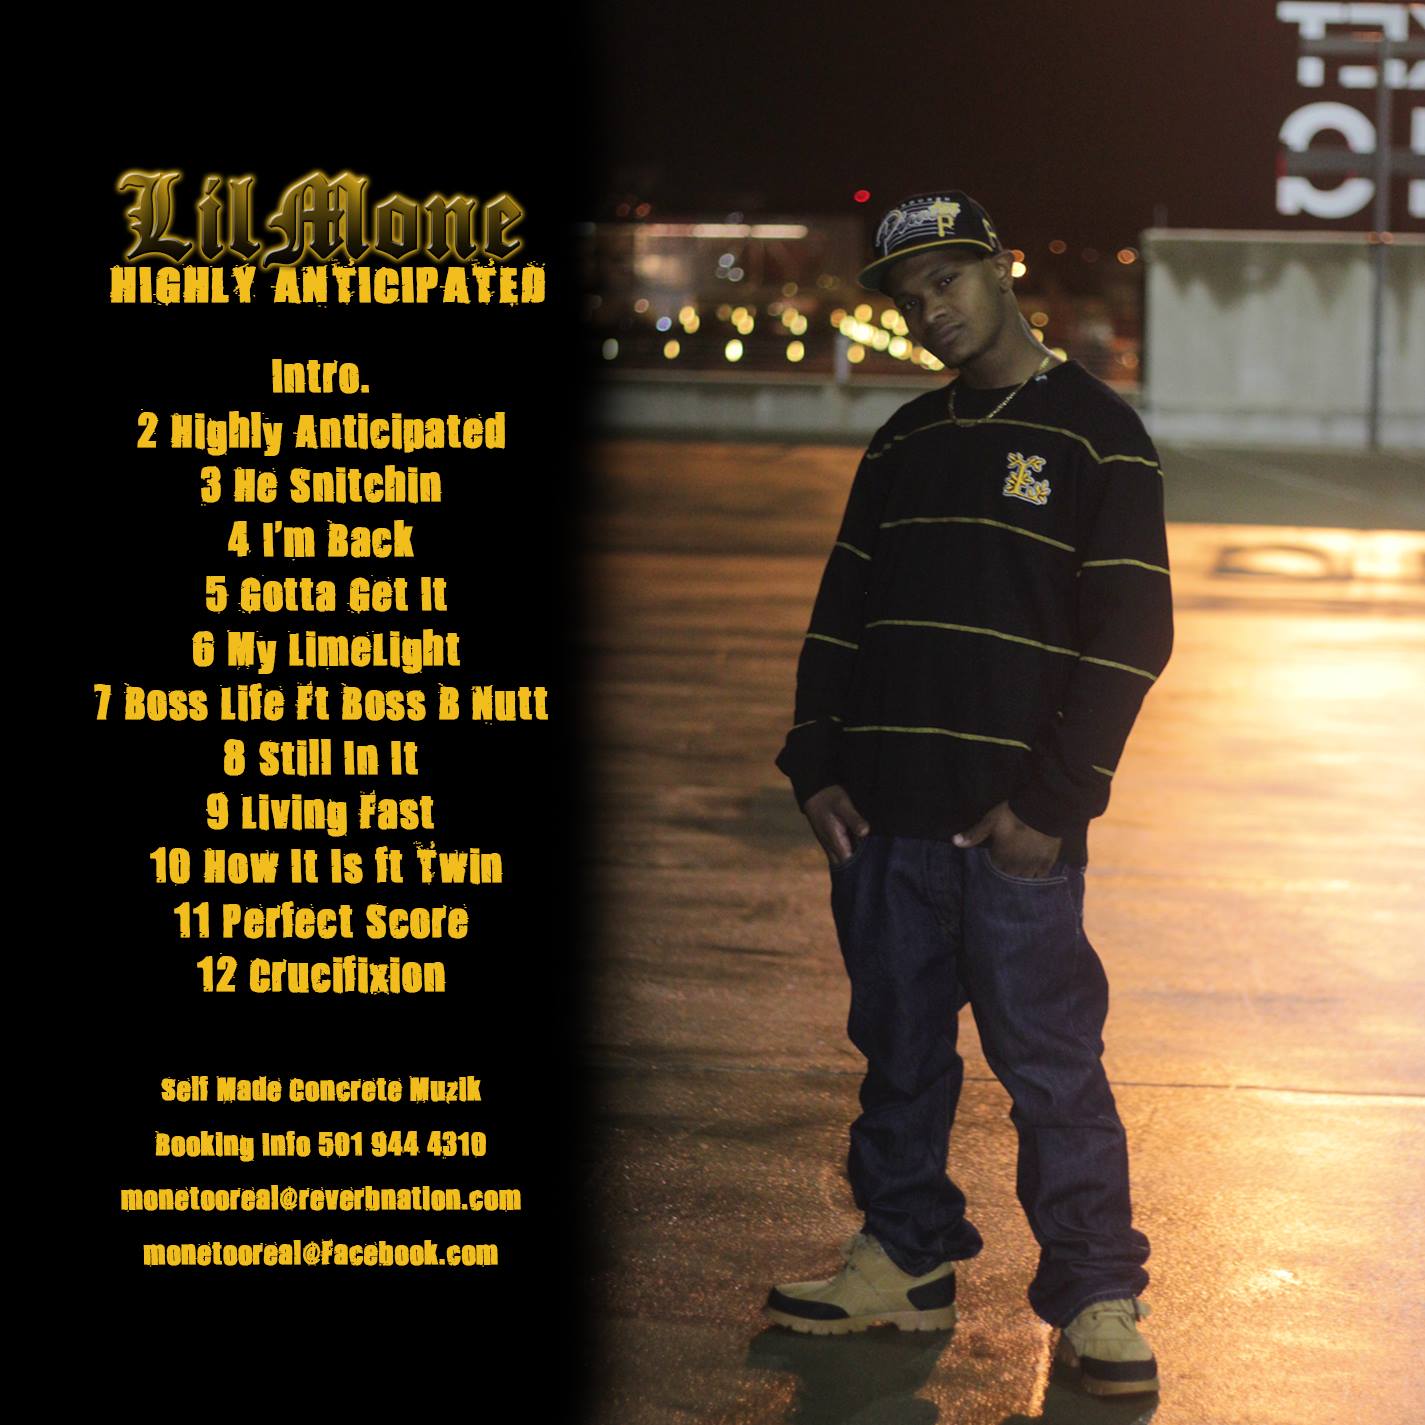 Lil Mone
HIGHLY ANTICIPATED
Intro.
2 Highly Anticipated
3 He Snitchin
4 I'm Back
5 Gotta Get It
6 My LimeLight
7 Boss Life Ft Boss B Nutt
8 Still In It
9 Living Fast
10 How It Is ft Twin
11 Perfect Score
12 Crucifixion
Self Made Concrete Muzik
Booking Info 501 944 4310
monetooreal@reverbnation.com
monetooreal@Facebook.com